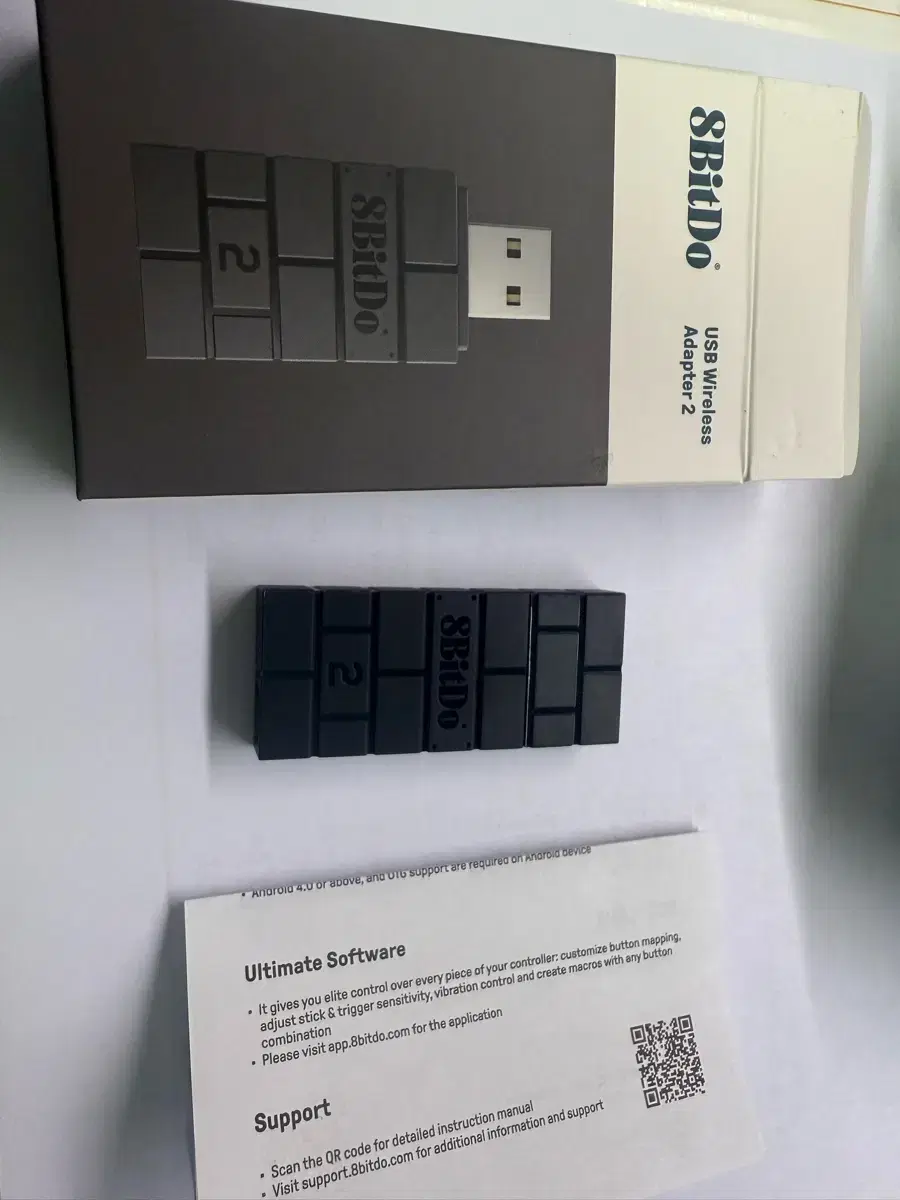 8BitDo
2
8BitDo®
USB Wireless
Adapter 2
8BitDo
2
• Android 4.0 or above, and OTG support are required on Android device
Ultimate Software
• It gives you elite control over every piece of your controller: customize button mapping,
adjust stick & trigger sensitivity, vibration control and create macros with any button
combination
• Please visit app.8bitdo.com for the application
Support
• Scan the QR code for detailed instruction manual
• Visit support.8bitdo.com for additional information and support